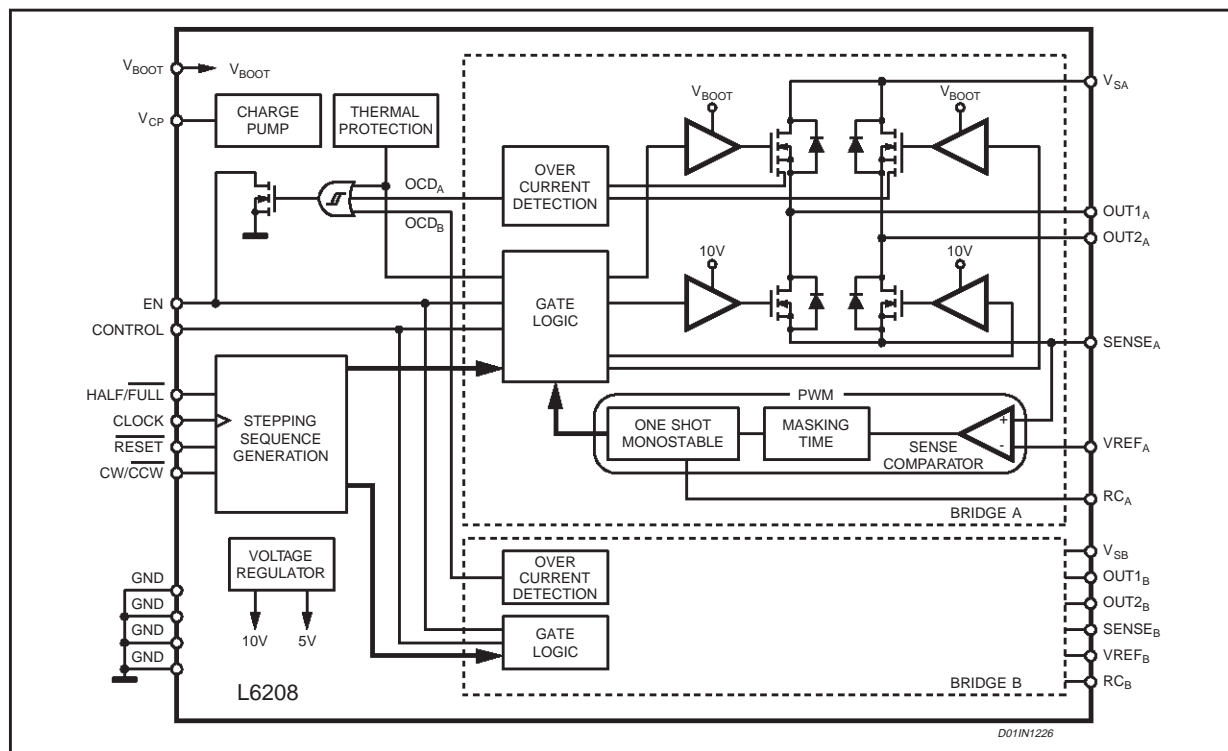 VBOOT
VBOOT
VCP
CHARGE
PUMP
THERMAL
PROTECTION
OCDA
OCDB
EN
CONTROL
HALF/FULL
CLOCK
RESET
CW/CCW
STEPPING
SEQUENCE
GENERATION
VOLTAGE
REGULATOR
10V
5V
GND
GND
GND
GND
L6208
OVER
CURRENT
DETECTION
GATE
LOGIC
VBOOT
VBOOT
10V
10V
PWM
ONE SHOT
MONOSTABLE
MASKING
TIME
+
-
SENSE
COMPARATOR
BRIDGE A
VSA
OUT1A
OUT2A
SENSEA
VREFA
RCA
OVER
CURRENT
DETECTION
GATE
LOGIC
BRIDGE B
VSB
OUT1B
OUT2B
SENSEB
VREFB
RCB
D01IN1226